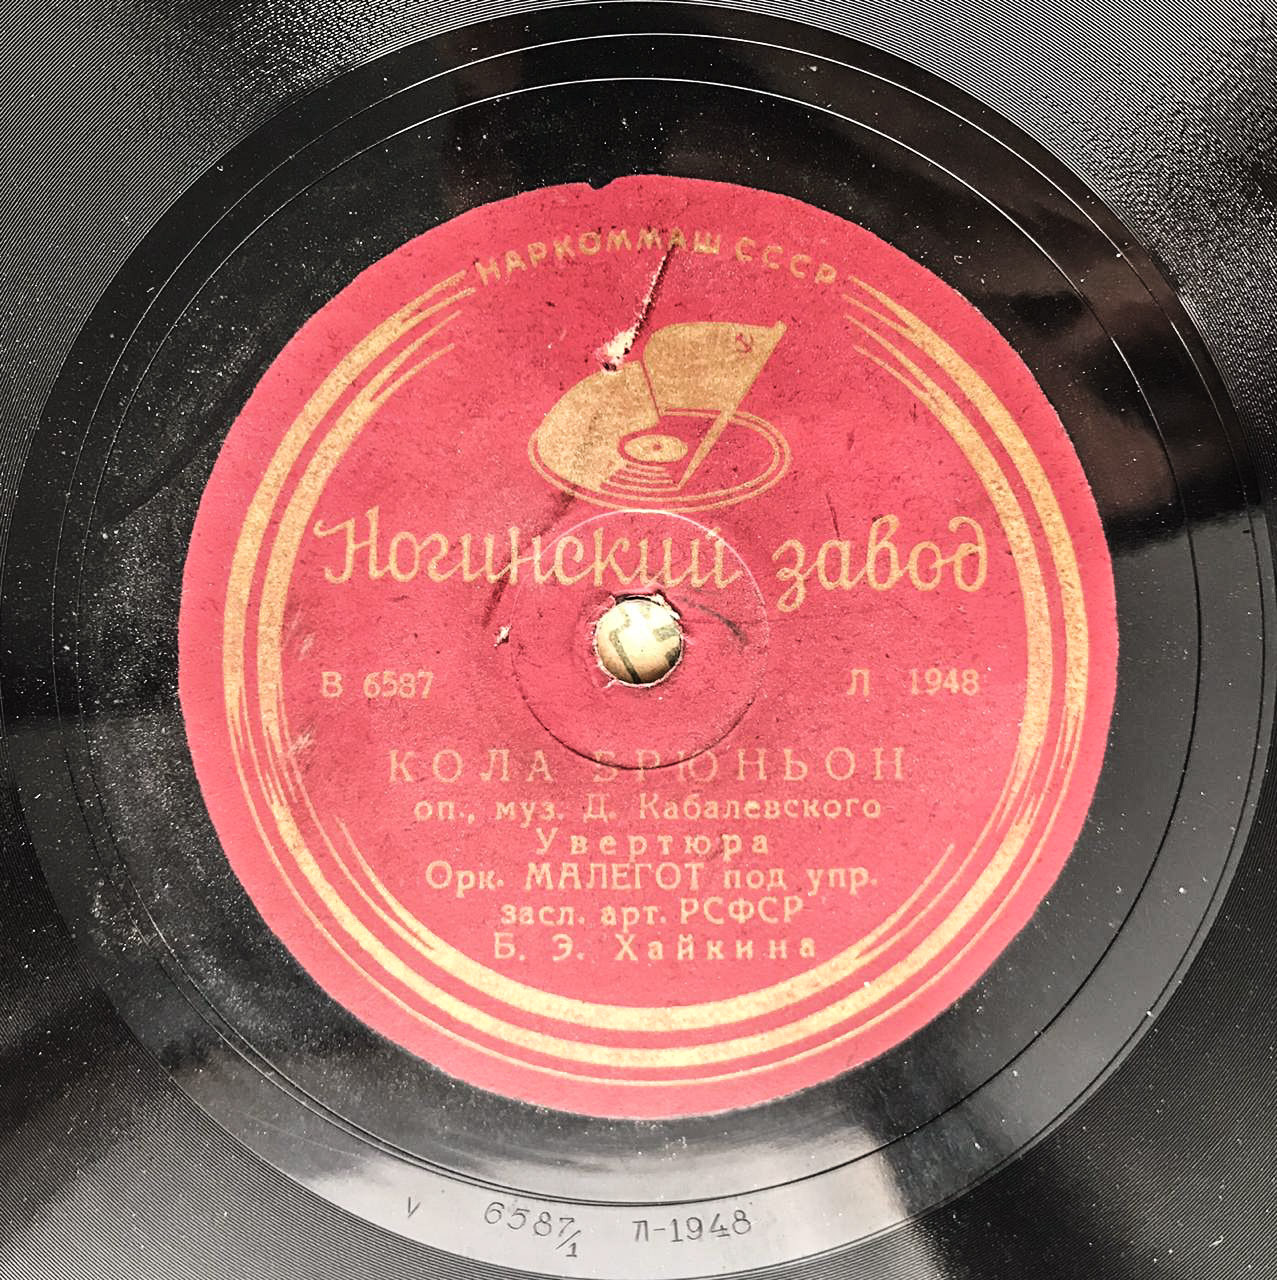 НАРКОММАШ СССР
Ногинский завод
В 6587 Л 1948
КОЛА БРЮНЬОН
оп., муз. Д. Кабалевского
Увертюра
Орк. МАЛЕГОТ под упр.
засл. арт. РСФСР
Б. Э. Хайкина
V 6587/1 Л-1948